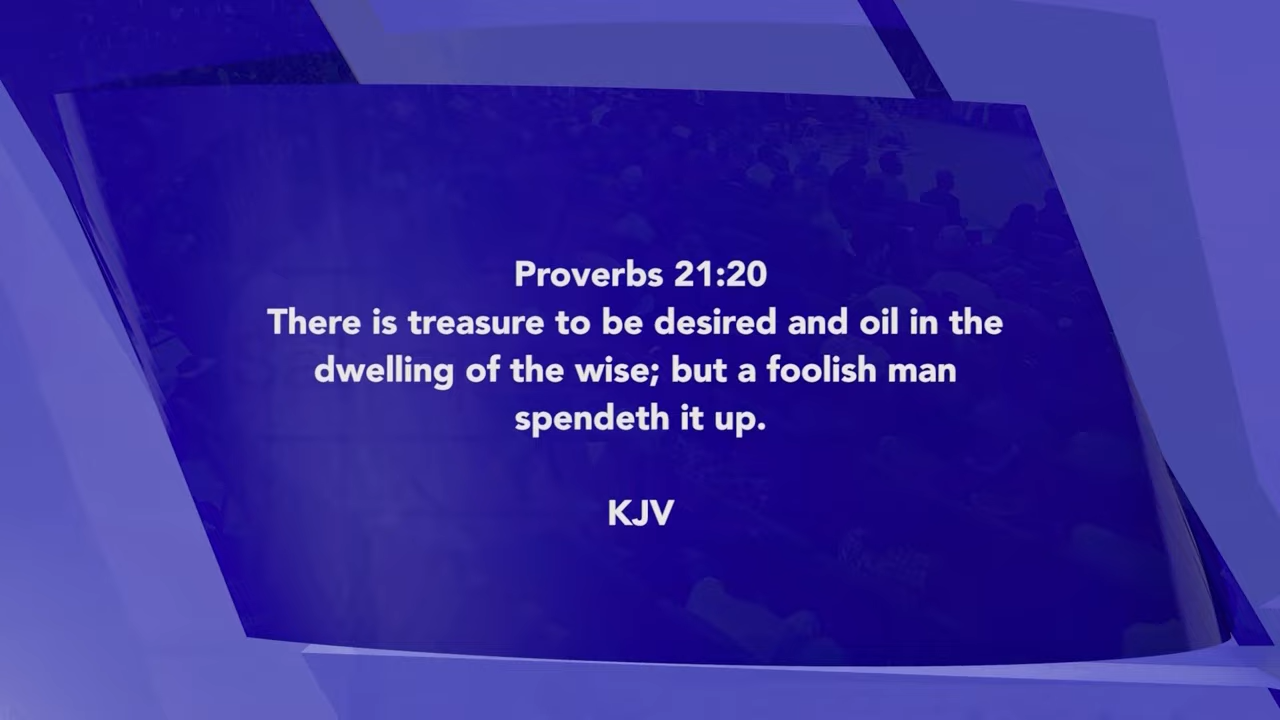 Proverbs 21:20
There is treasure to be desired and oil in the
dwelling of the wise; but a foolish man
spendeth it up.
KJV